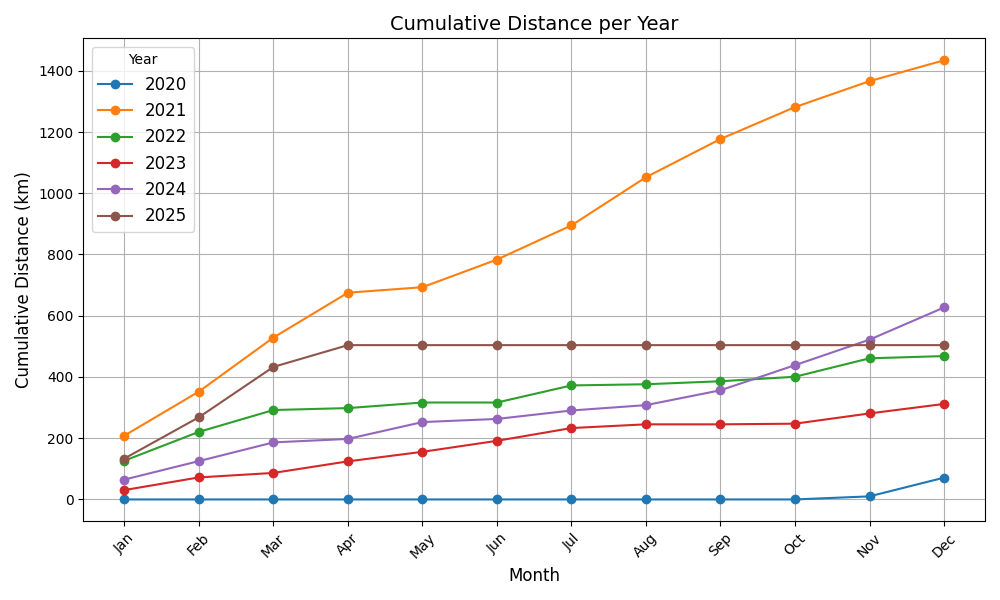 Cumulative Distance per Year
Year
2020
2021
2022
2023
2024
2025
Cumulative Distance (km)
1400
1200
1000
800
600
400
200
0
Jan
Feb
Mar
Apr
May
Jun
Jul
Aug
Sep
Oct
Nov
Dec
Month